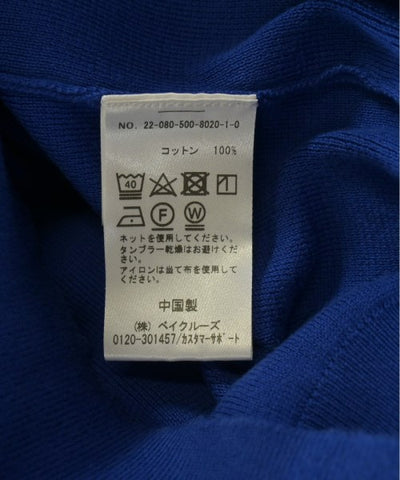 NO. 22-080-500-8020-1-0
コットン 100%
40
F W
ネットを使用してください。
タンブラー乾燥はお避けください。
アイロンは当て布を使用してください。
中国製
(株) ベイクルーズ
0120-301457/カスタマーサポート